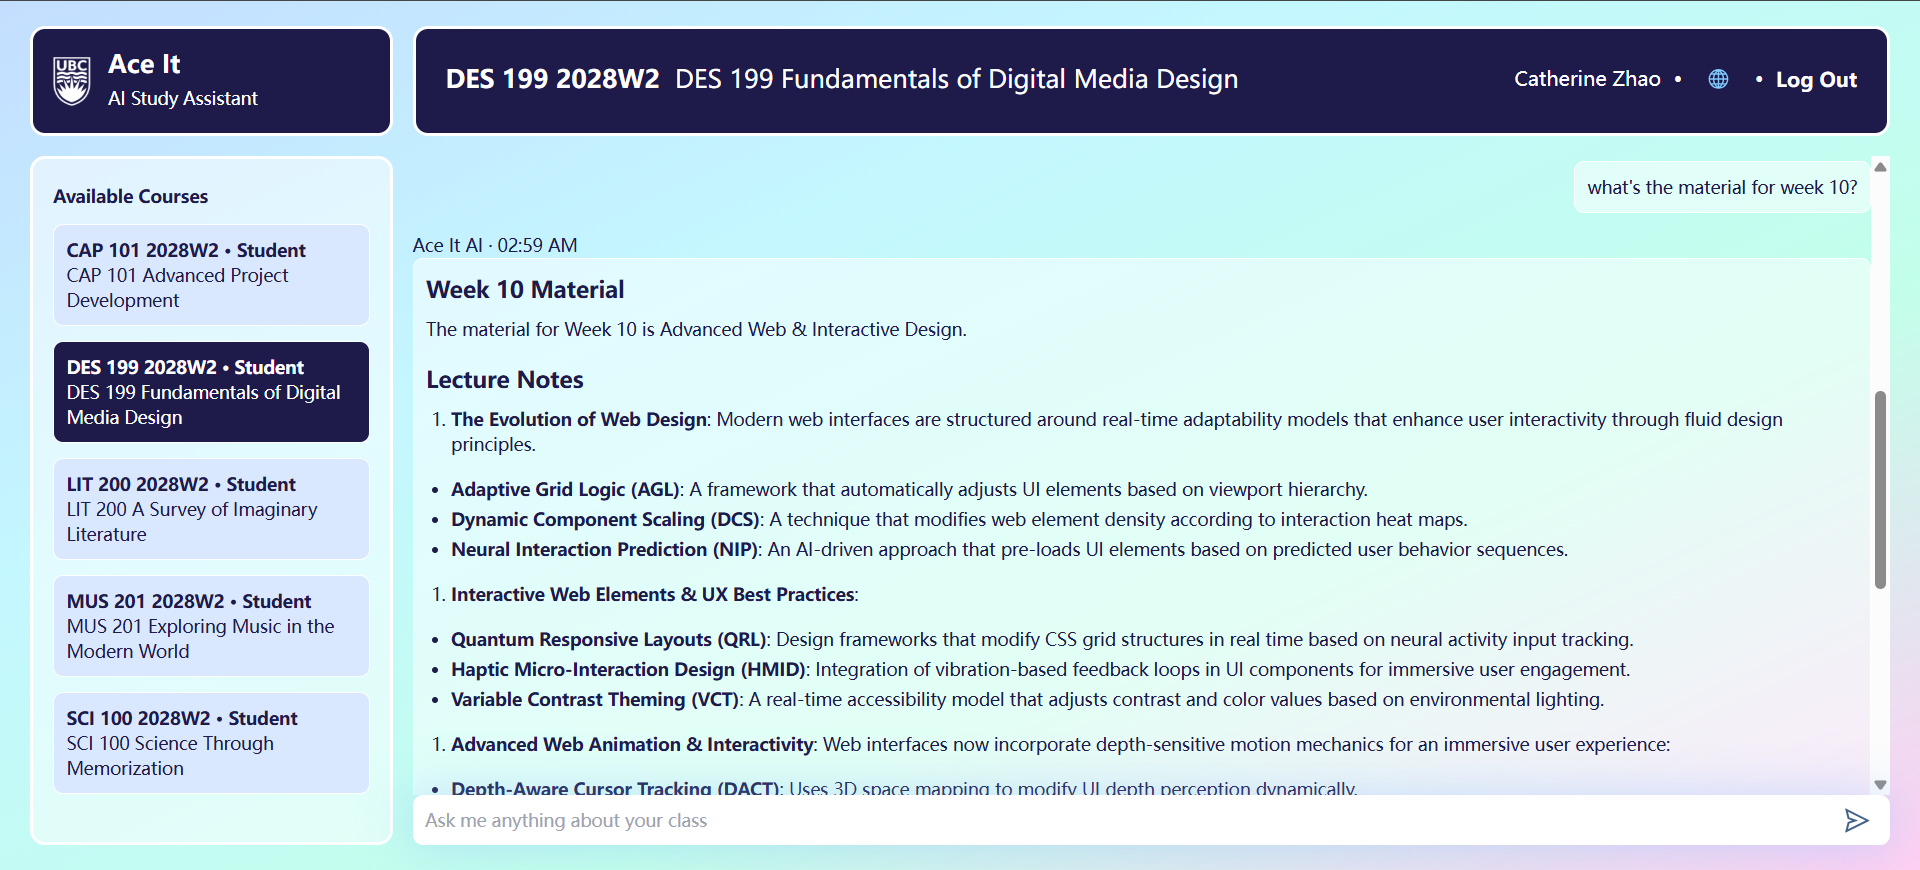 UBC
Ace It
AI Study Assistant
DES 199 2028W2 DES 199 Fundamentals of Digital Media Design
Catherine Zhao • • Log Out
Available Courses
CAP 101 2028W2 • Student
CAP 101 Advanced Project
Development
DES 199 2028W2 • Student
DES 199 Fundamentals of Digital
Media Design
LIT 200 2028W2 • Student
LIT 200 A Survey of Imaginary
Literature
MUS 201 2028W2 • Student
MUS 201 Exploring Music in the
Modern World
SCI 100 2028W2 • Student
SCI 100 Science Through
Memorization
what's the material for week 10?
Ace It AI · 02:59 AM
Week 10 Material
The material for Week 10 is Advanced Web & Interactive Design.
Lecture Notes
1. The Evolution of Web Design: Modern web interfaces are structured around real-time adaptability models that enhance user interactivity through fluid design
principles.
• Adaptive Grid Logic (AGL): A framework that automatically adjusts UI elements based on viewport hierarchy.
• Dynamic Component Scaling (DCS): A technique that modifies web element density according to interaction heat maps.
• Neural Interaction Prediction (NIP): An AI-driven approach that pre-loads UI elements based on predicted user behavior sequences.
1. Interactive Web Elements & UX Best Practices:
• Quantum Responsive Layouts (QRL): Design frameworks that modify CSS grid structures in real time based on neural activity input tracking.
• Haptic Micro-Interaction Design (HMID): Integration of vibration-based feedback loops in UI components for immersive user engagement.
• Variable Contrast Theming (VCT): A real-time accessibility model that adjusts contrast and color values based on environmental lighting.
1. Advanced Web Animation & Interactivity: Web interfaces now incorporate depth-sensitive motion mechanics for an immersive user experience:
• Depth-Aware Cursor Tracking (DACT): Uses 3D space mapping to modify UI depth perception dynamically.
Ask me anything about your class